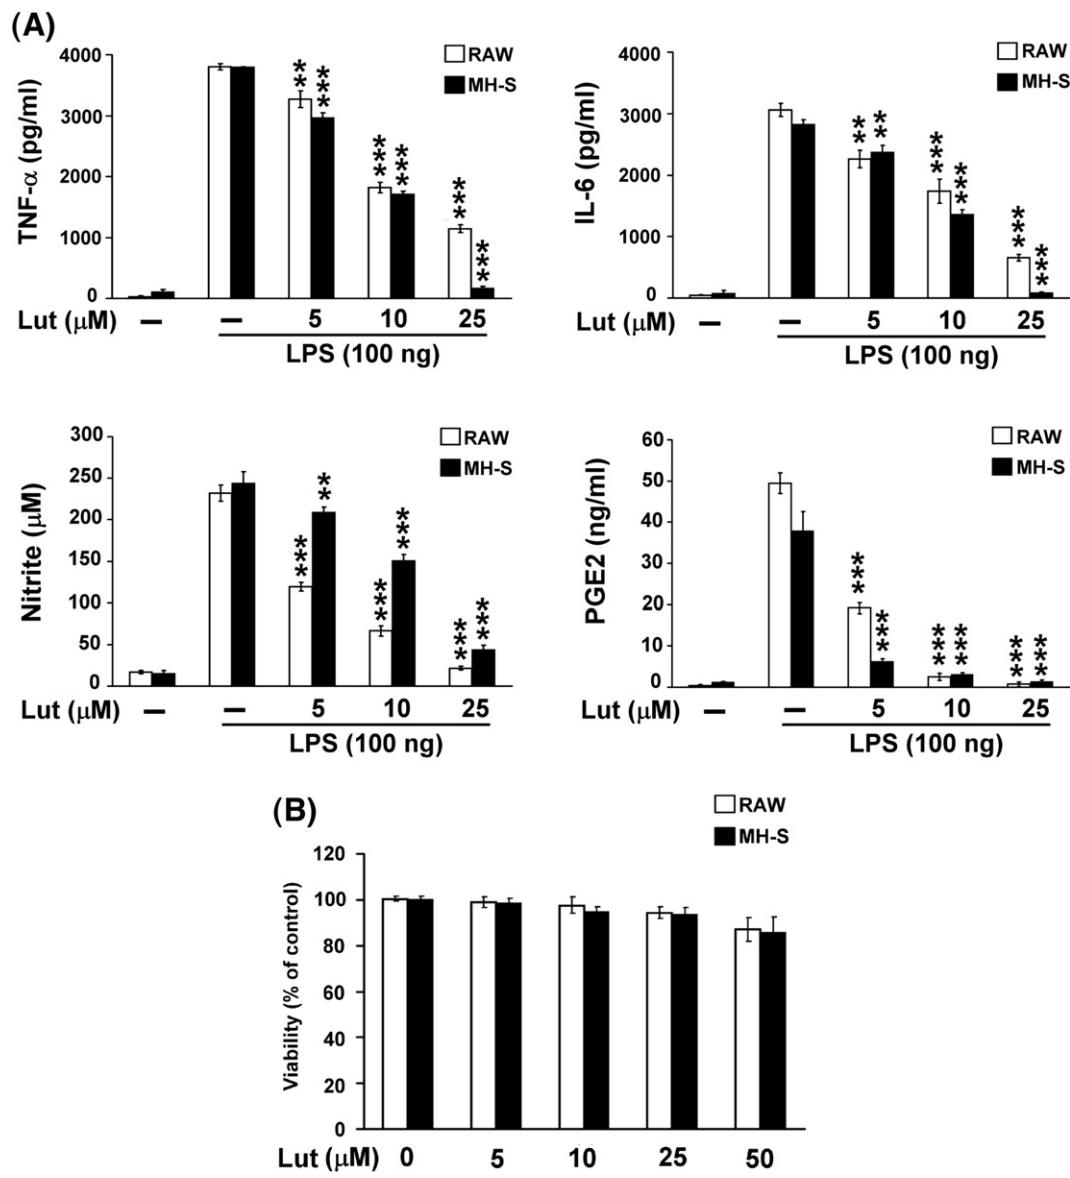 (A)
TNF-α (pg/ml)
4000
3000
2000
1000
0
RAW
MH-S
**
***
***
***
***
***
Lut (μM)
– – 5 10 25
LPS (100 ng)
IL-6 (pg/ml)
4000
3000
2000
1000
0
RAW
MH-S
**
**
***
***
***
***
– – 5 10 25
LPS (100 ng)
Nitrite (μM)
300
250
200
150
100
50
0
RAW
MH-S
***
**
***
***
***
***
Lut (μM) – – 5 10 25
LPS (100 ng)
PGE2 (ng/ml)
60
50
40
30
20
10
0
RAW
MH-S
***
***
***
***
***
***
Lut (μM) – – 5 10 25
LPS (100 ng)
(B)
Viability (% of control)
120
100
80
60
40
20
0
RAW
MH-S
Lut (μM) 0 5 10 25 50